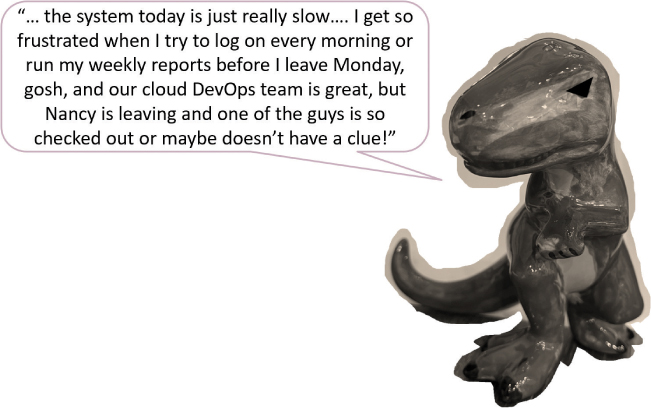 “... the system today is just really slow.... I get so
frustrated when I try to log on every morning or
run my weekly reports before I leave Monday,
gosh, and our cloud DevOps team is great, but
Nancy is leaving and one of the guys is so
checked out or maybe doesn’t have a clue!”